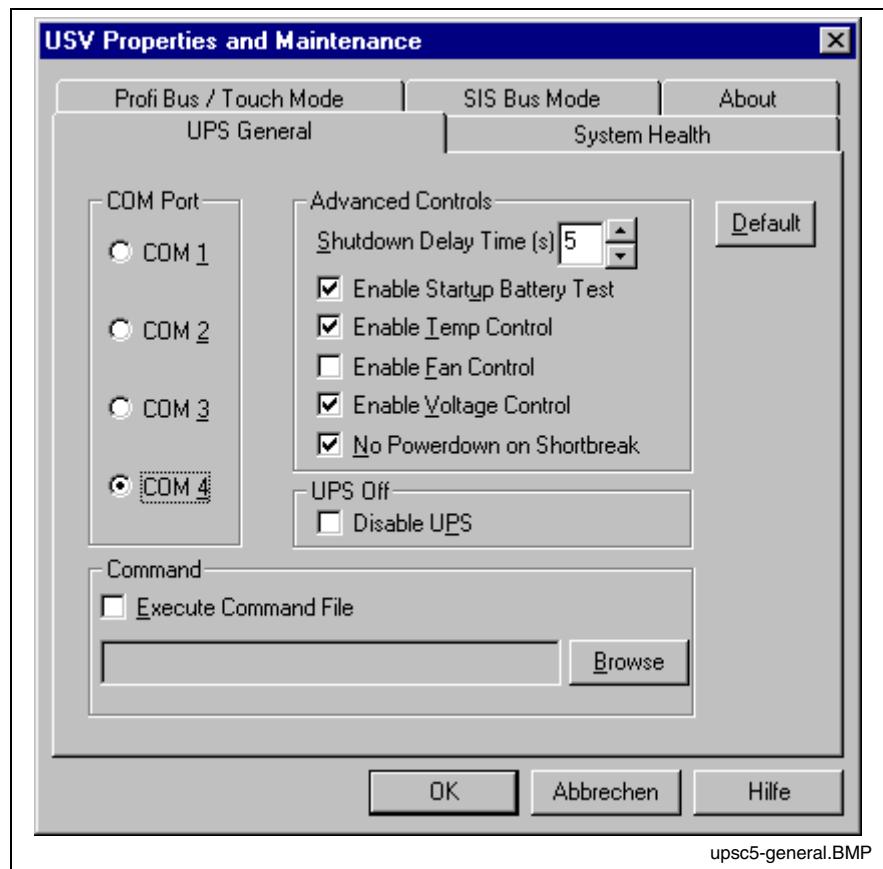 USV Properties and Maintenance
Profi Bus / Touch Mode
SIS Bus Mode
About
UPS General
System Health
COM Port
COM 1
COM 2
COM 3
COM 4
Advanced Controls
Shutdown Delay Time (s) 5
Enable Startup Battery Test
Enable Temp Control
Enable Fan Control
Enable Voltage Control
No Powerdown on Shortbreak
Default
UPS Off
Disable UPS
Command
Execute Command File
Browse
OK
Abbrechen
Hilfe
upsc5-general.BMP